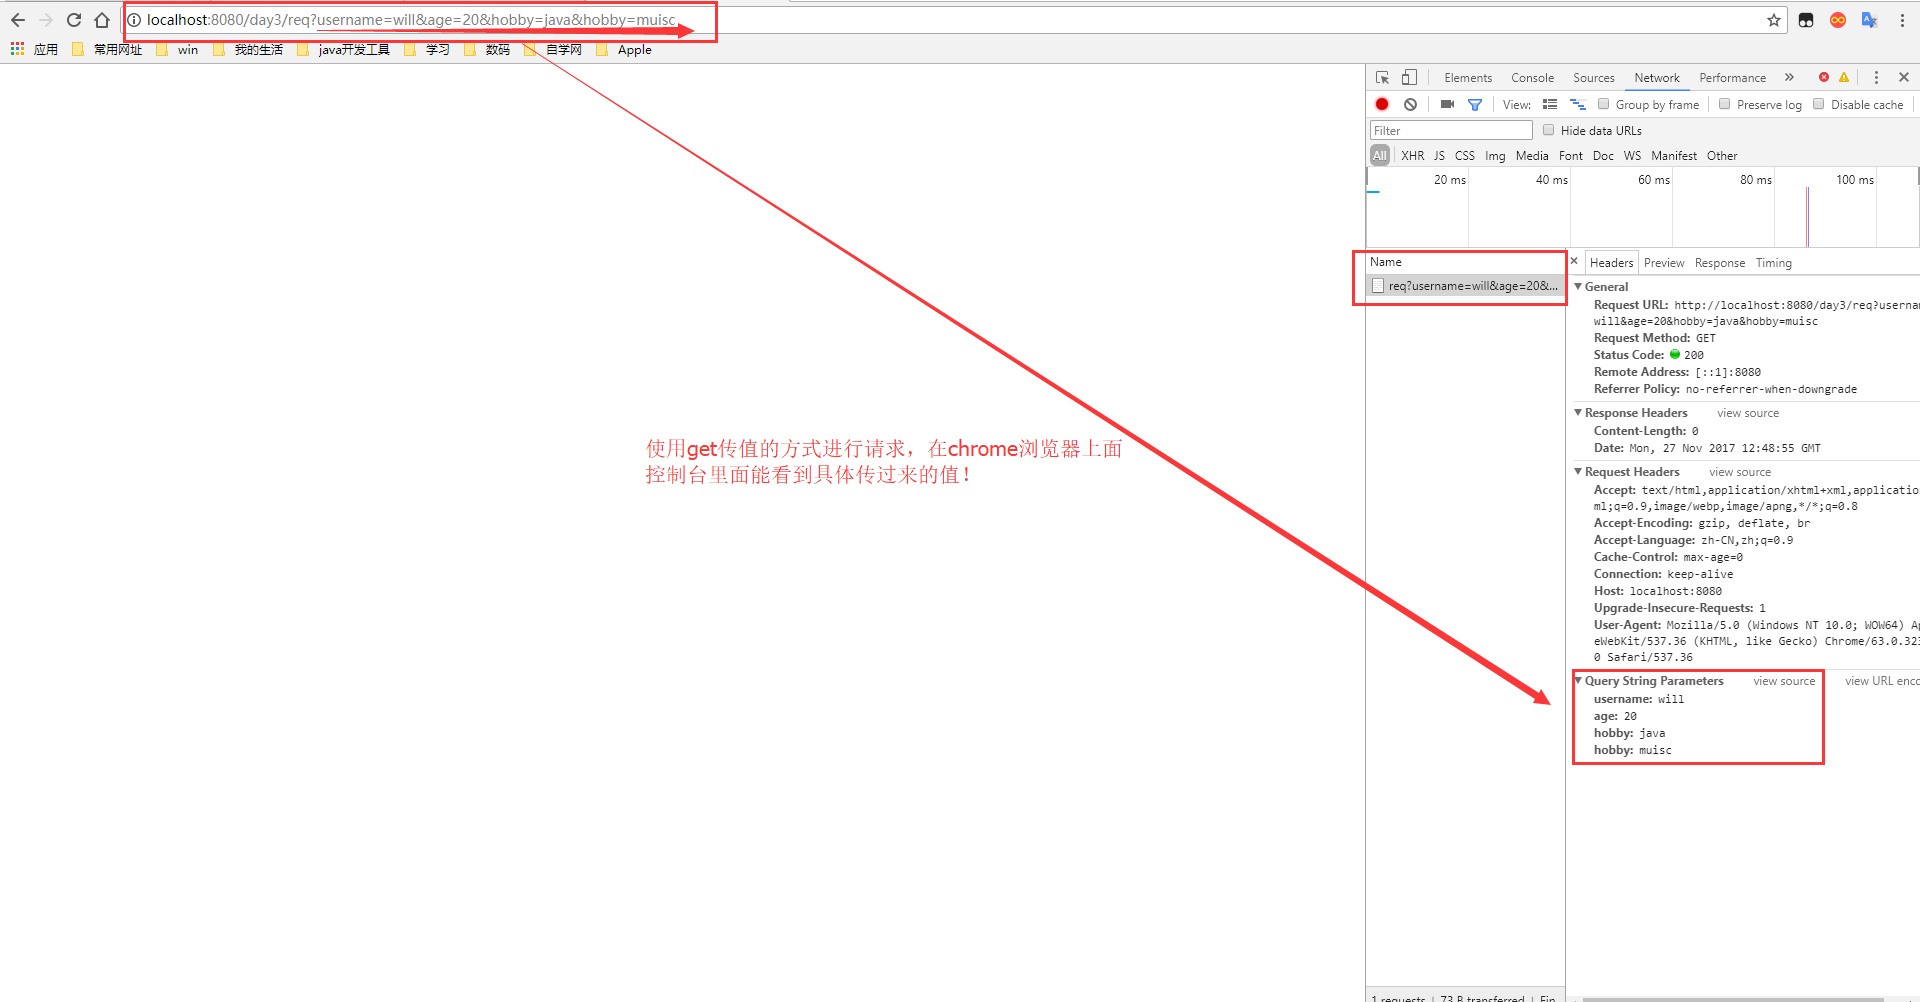 localhost:8080/day3/req?username=will&age=20&hobby=java&hobby=muisc
应用 常用网址 win 我的生活 java开发工具 学习 数码 自学网 Apple
Elements Console Sources Network Performance »
View: Group by frame Preserve log Disable cache
Filter Hide data URLs
All XHR JS CSS Img Media Font Doc WS Manifest Other
20 ms 40 ms 60 ms 80 ms 100 ms
Name
req?username=will&age=20&...
× Headers Preview Response Timing
General
Request URL: http://localhost:8080/day3/req?userna
will&age=20&hobby=java&hobby=muisc
Request Method: GET
Status Code: 200
Remote Address: [::1]:8080
Referrer Policy: no-referrer-when-downgrade
Response Headers view source
Content-Length: 0
Date: Mon, 27 Nov 2017 12:48:55 GMT
Request Headers view source
Accept: text/html,application/xhtml+xml,application
ml;q=0.9,image/webp,image/apng,*/*;q=0.8
Accept-Encoding: gzip, deflate, br
Accept-Language: zh-CN,zh;q=0.9
Cache-Control: max-age=0
Connection: keep-alive
Host: localhost:8080
Upgrade-Insecure-Requests: 1
User-Agent: Mozilla/5.0 (Windows NT 10.0; WOW64) Ap
eWebKit/537.36 (KHTML, like Gecko) Chrome/63.0.323
0 Safari/537.36
Query String Parameters view source view URL enc
username: will
age: 20
hobby: java
hobby: muisc
使用get传值的方式进行请求，在chrome浏览器上面
控制台里面能看到具体传过来的值！
1 requests | 73 B transferred | Fin